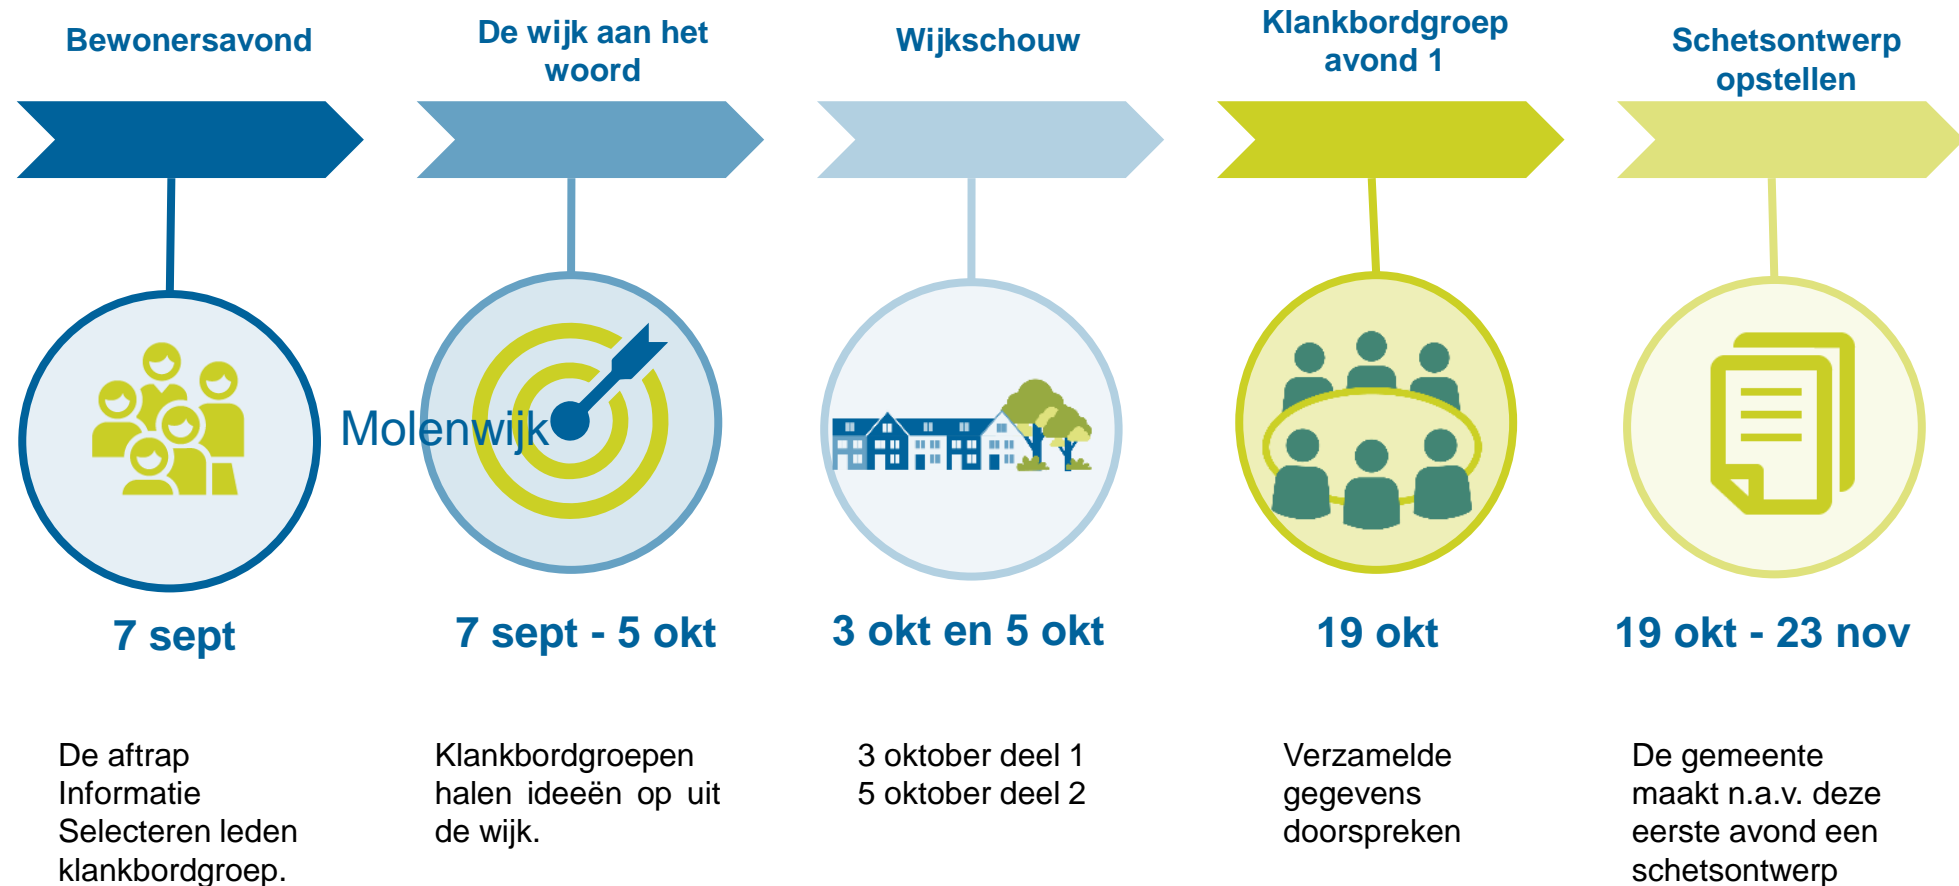 Bewonersavond
De wijk aan het
woord
Wijkschouw
Klankbordgroep
avond 1
Schetsontwerp
opstellen
Molenwijk
7 sept
7 sept - 5 okt
3 okt en 5 okt
19 okt
19 okt - 23 nov
De aftrap
Informatie
Selecteren leden
klankbordgroep.
Klankbordgroepen
halen ideeën op uit
de wijk.
3 oktober deel 1
5 oktober deel 2
Verzamelde
gegevens
doorspreken
De gemeente
maakt n.a.v. deze
eerste avond een
schetsontwerp